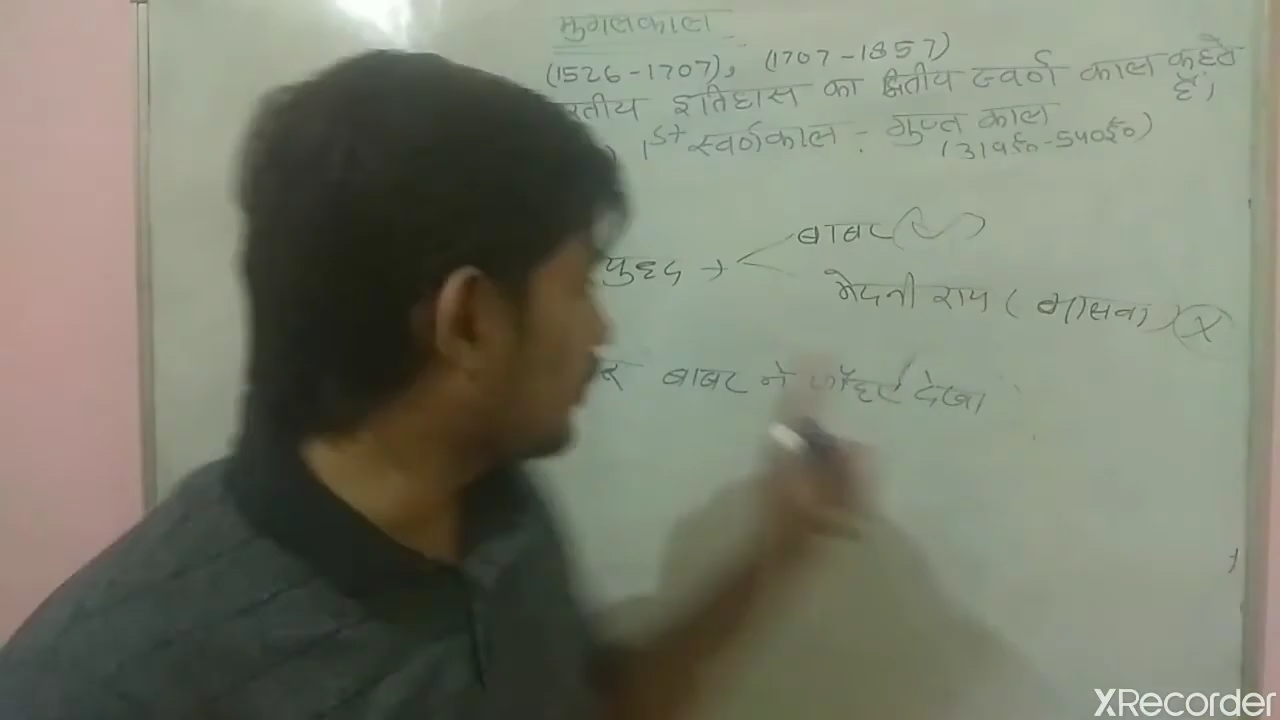 मुगलकाल
(1526-1707), (1707-1857)
रतीय इतिहास का द्वितीय स्वर्ण काल कहते हैं।
1st स्वर्णकाल : गुप्त काल
(319ई०-540ई०)
युद्ध → बाबर (✓)
मेदनी राय (मालवा) (x)
बाबर ने देखा
XRecorder